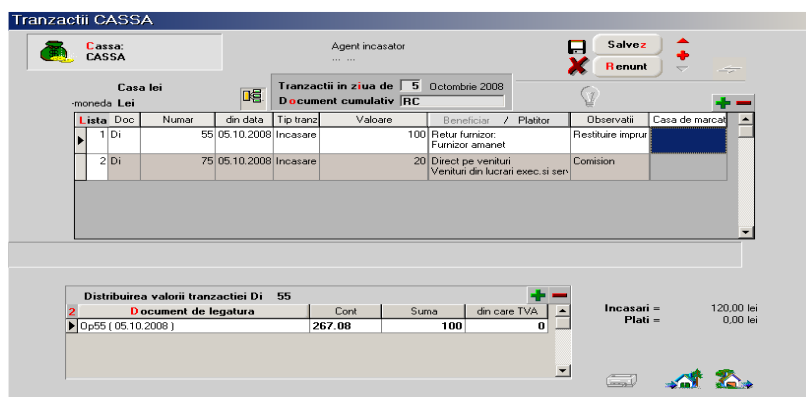 Tranzactii CASSA
Cassa:
CASSA
Agent incasator
... ...
Salvez
Renunt
Casa lei
-moneda Lei
Tranzactii in ziua de 5 Octombrie 2008
Document cumulativ RC
Lista Doc Numar din data Tip tranz Valoare Beneficiar / Platitor Observatii Casa de marcat
1 Di 55 05.10.2008 Incasare 100 Retur furnizor: Restituire imprur
Furnizor amanet
2 Di 75 05.10.2008 Incasare 20 Direct pe venituri Comision
Venituri din lucrari exec.si serv
Distribuirea valorii tranzactiei Di 55
2 Document de legatura Cont Suma din care TVA
Op55 ( 05.10.2008 ) 267.08 100 0
Incasari = 120,00 lei
Plati = 0,00 lei